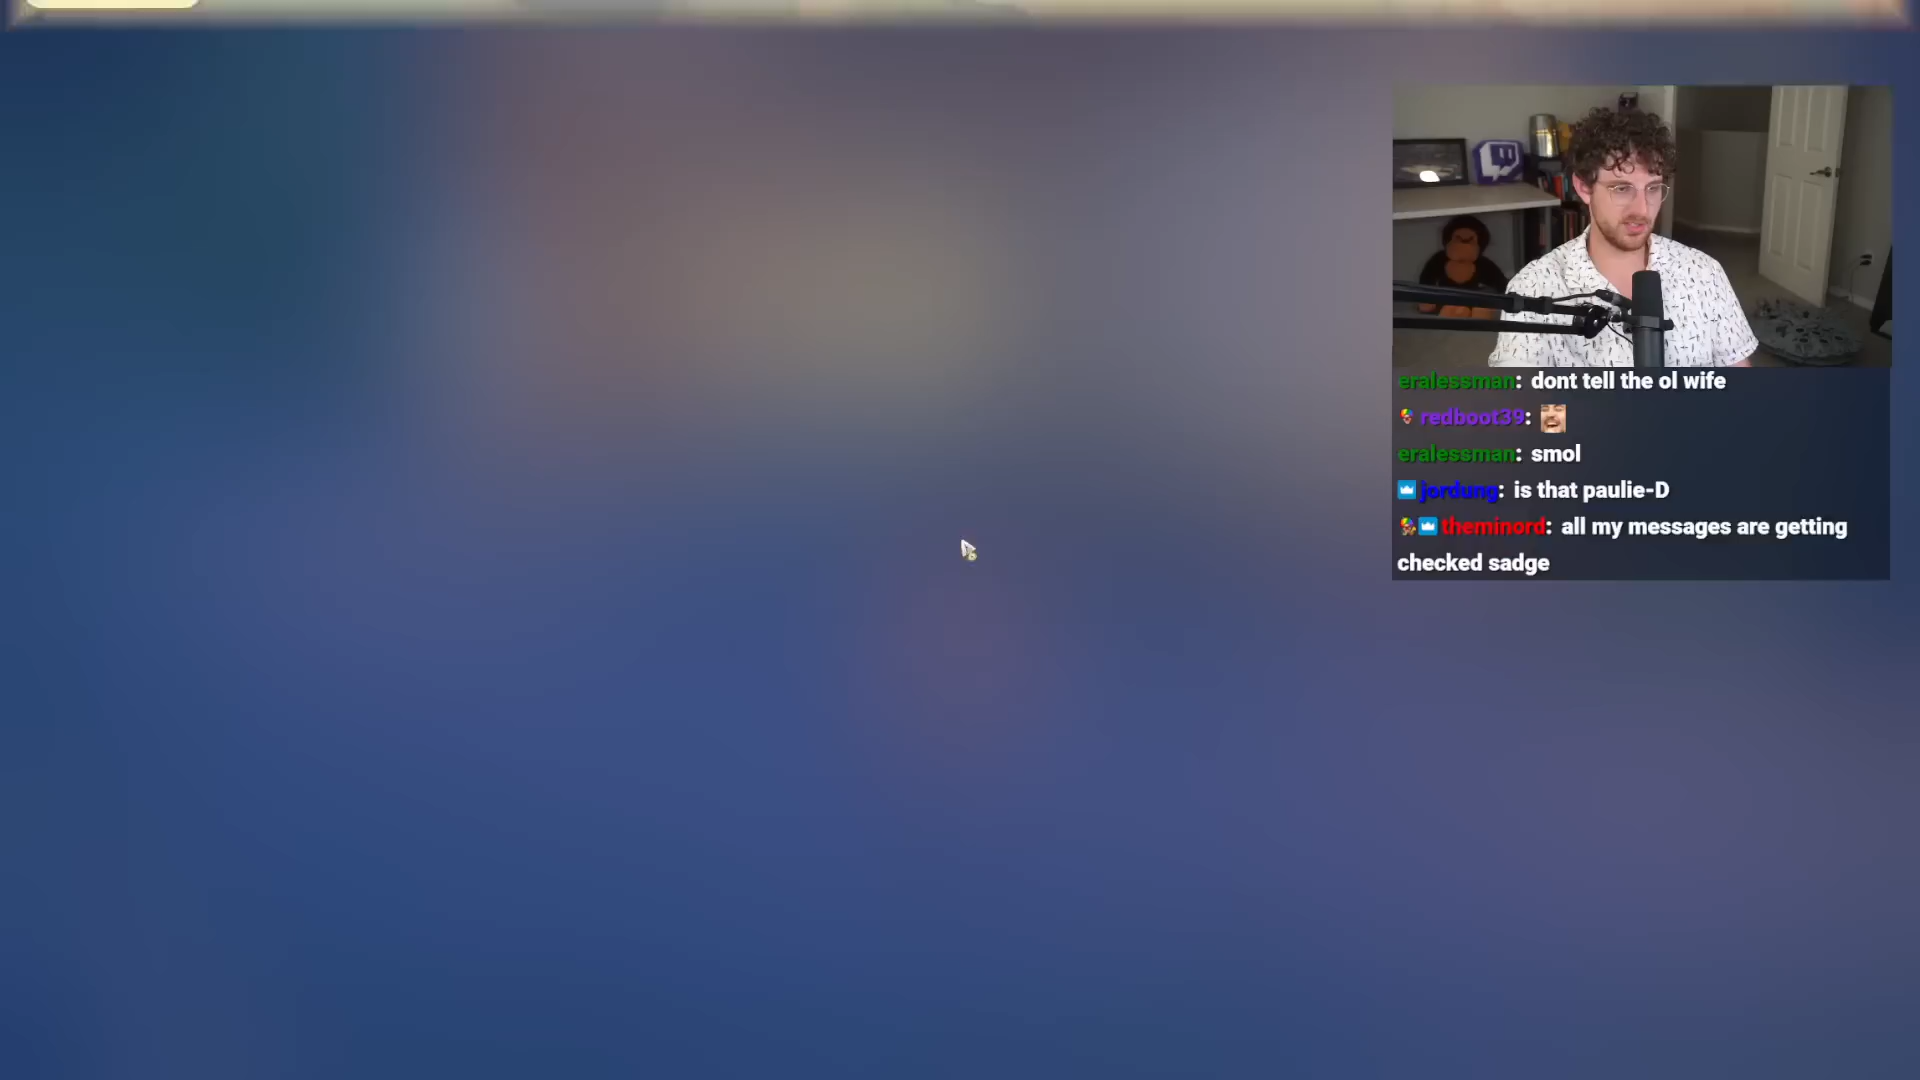 eralessman: dont tell the ol wife
redboot39:
eralessman: smol
jordung: is that paulie-D
theminord: all my messages are getting
checked sadge